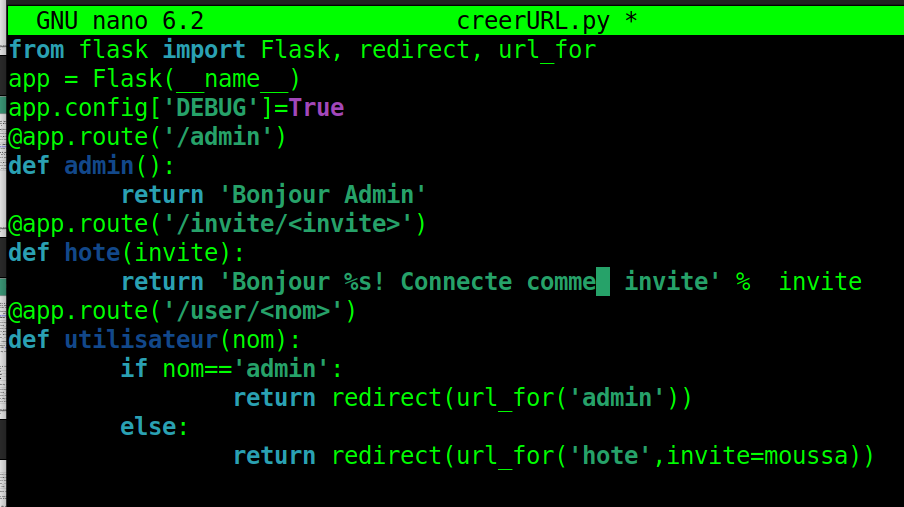 GNU nano 6.2                  creerURL.py *
from flask import Flask, redirect, url_for
app = Flask(__name__)
app.config['DEBUG']=True
@app.route('/admin')
def admin():
        return 'Bonjour Admin'
@app.route('/invite/<invite>')
def hote(invite):
        return 'Bonjour %s! Connecte comme  invite' %  invite
@app.route('/user/<nom>')
def utilisateur(nom):
        if nom=='admin':
                return redirect(url_for('admin'))
        else:
                return redirect(url_for('hote',invite=moussa))